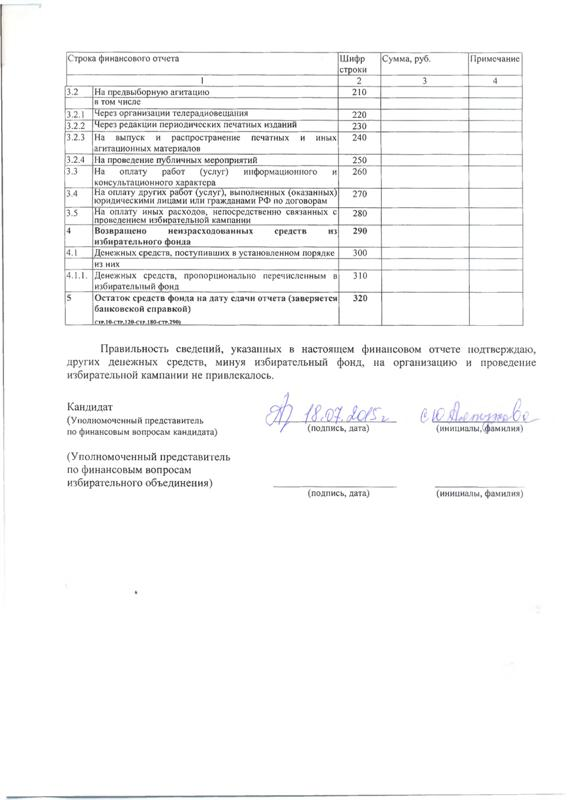 Строка финансового отчета Шифр строки Сумма, руб. Примечание
1 2 3 4
3.2 На предвыборную агитацию 210
в том числе
3.2.1 Через организации телерадиовещания 220
3.2.2 Через редакции периодических печатных изданий 230
3.2.3 На выпуск и распространение печатных и иных 240
агитационных материалов
3.2.4 На проведение публичных мероприятий 250
3.3 На оплату работ (услуг) информационного и 260
консультационного характера
3.4 На оплату других работ (услуг), выполненных (оказанных) 270
юридическими лицами или гражданами РФ по договорам
3.5 На оплату иных расходов, непосредственно связанных с 280
проведением избирательной кампании
4 Возвращено неизрасходованных средств из 290
избирательного фонда
4.1 Денежных средств, поступивших в установленном порядке 300
из них
4.1.1. Денежных средств, пропорционально перечисленным в 310
избирательный фонд
5 Остаток средств фонда на дату сдачи отчета (заверяется 320
банковской справкой)
(стр.10-стр.120-стр.180-стр.290)
Правильность сведений, указанных в настоящем финансовом отчете подтверждаю,
других денежных средств, минуя избирательный фонд, на организацию и проведение
избирательной кампании не привлекалось.
Кандидат 18.07.2015г
(Уполномоченный представитель (подпись, дата) (инициалы, фамилия)
по финансовым вопросам кандидата)
(Уполномоченный представитель
по финансовым вопросам
избирательного объединения)
(подпись, дата) (инициалы, фамилия)